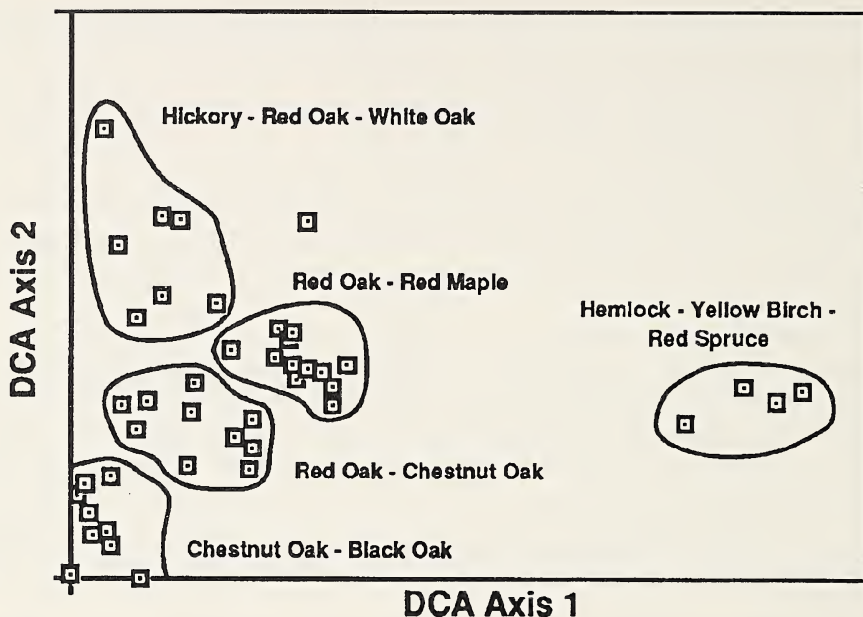 Hickory - Red Oak - White Oak
DCA Axis 2
Red Oak - Red Maple
Hemlock - Yellow Birch -
Red Spruce
Red Oak - Chestnut Oak
Chestnut Oak - Black Oak
DCA Axis 1